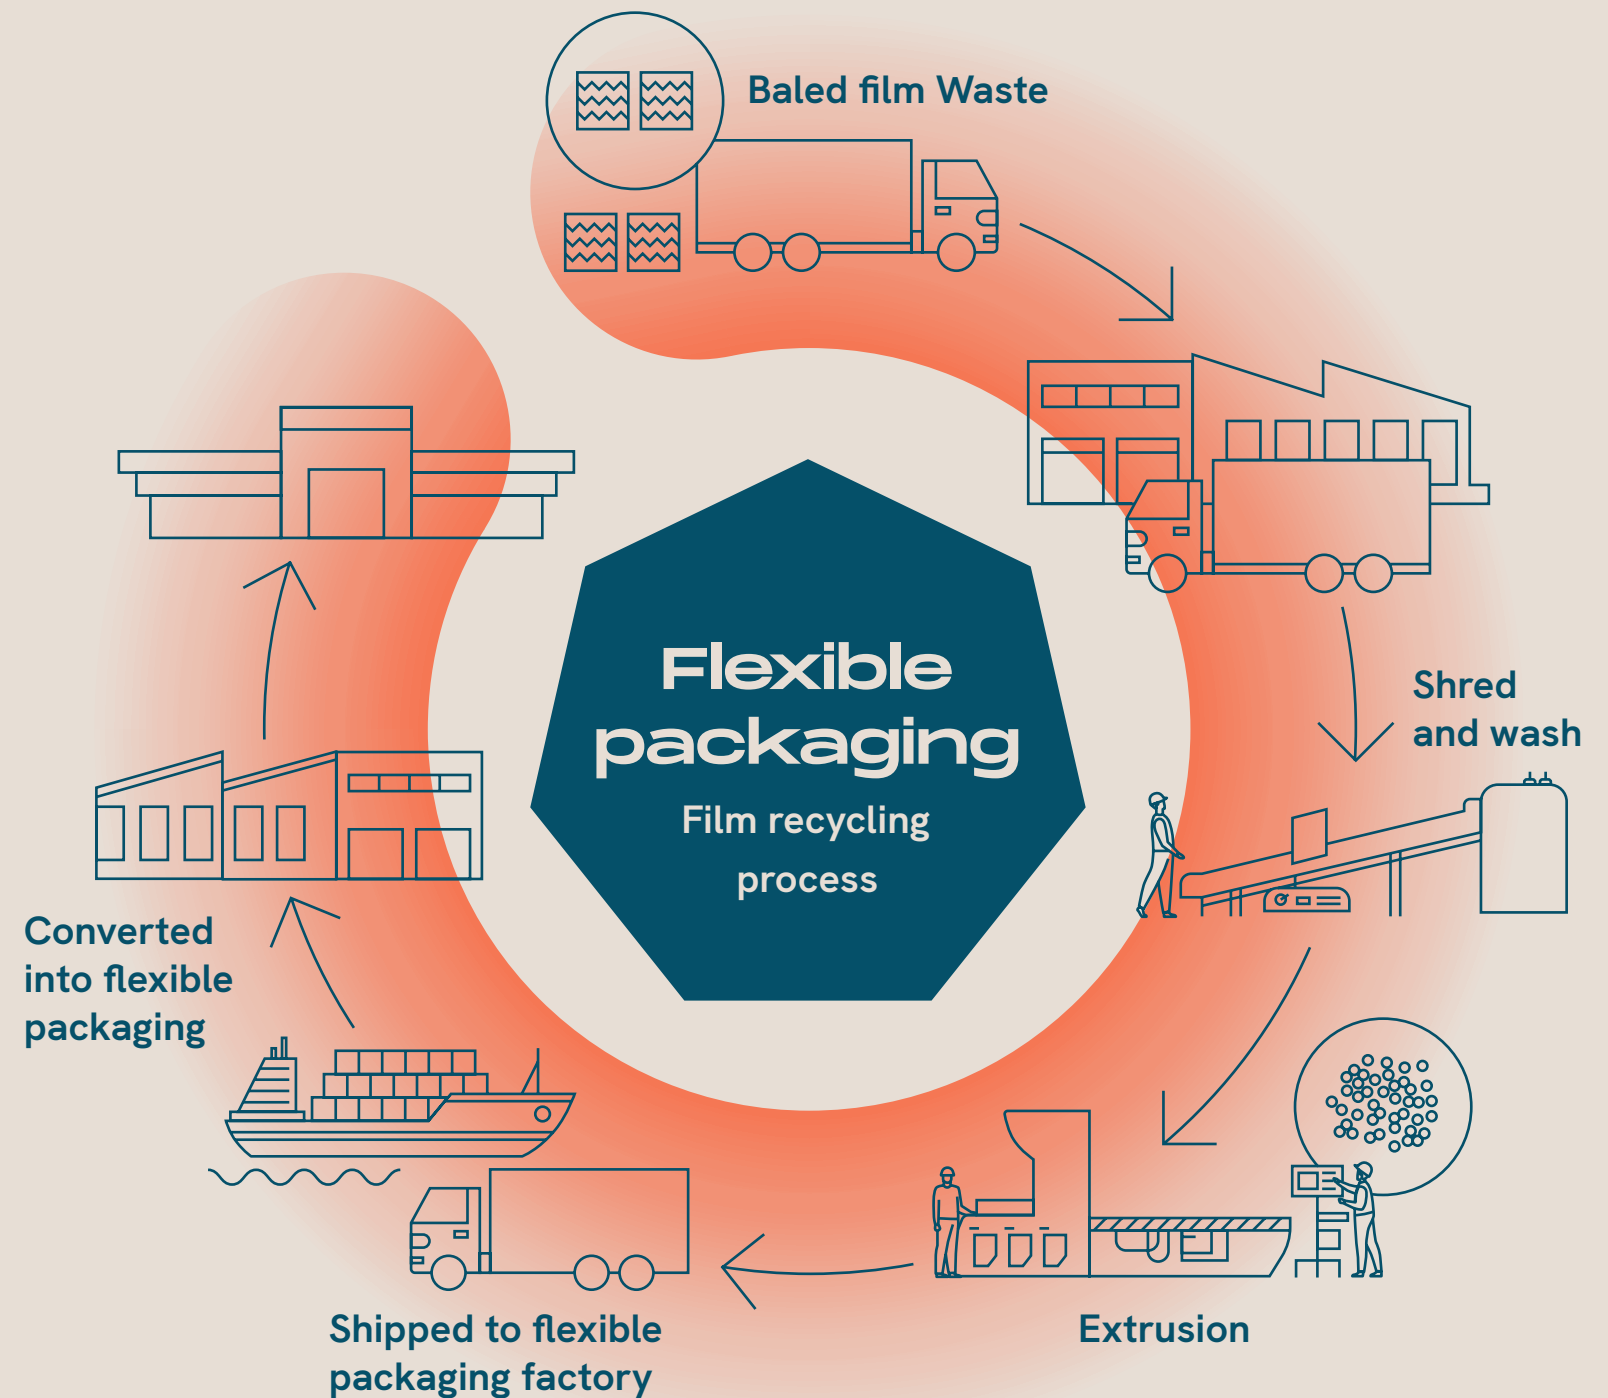 Baled film Waste
Flexible
packaging
Film recycling
process
Shred
and wash
Extrusion
Shipped to flexible
packaging factory
Converted
into flexible
packaging